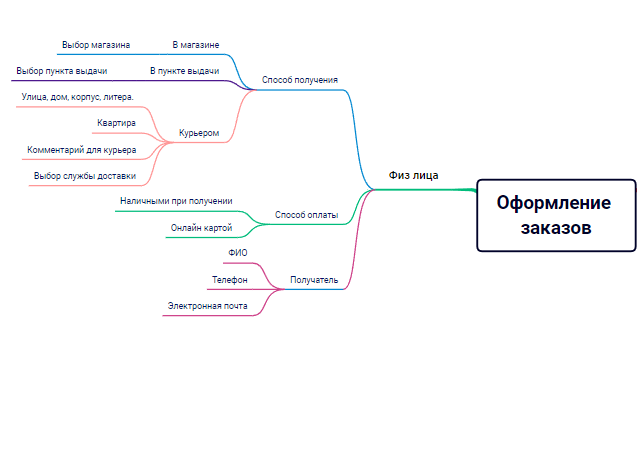 Выбор магазина
В магазине
Выбор пункта выдачи
В пункте выдачи
Способ получения
Улица, дом, корпус, литера.
Квартира
Курьером
Комментарий для курьера
Выбор службы доставки
Физ лица
Оформление
заказов
Наличными при получении
Способ оплаты
Онлайн картой
ФИО
Телефон
Получатель
Электронная почта